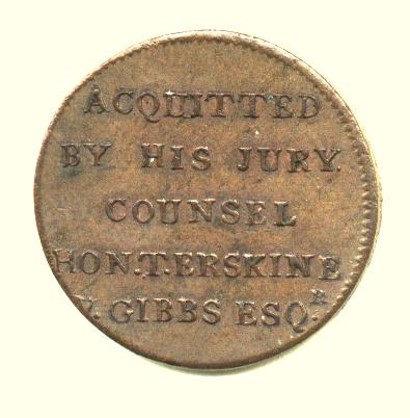 ACQUITTED
BY HIS JURY.
COUNSEL
HON.T.ERSKINE
V. GIBBS ESQ.R